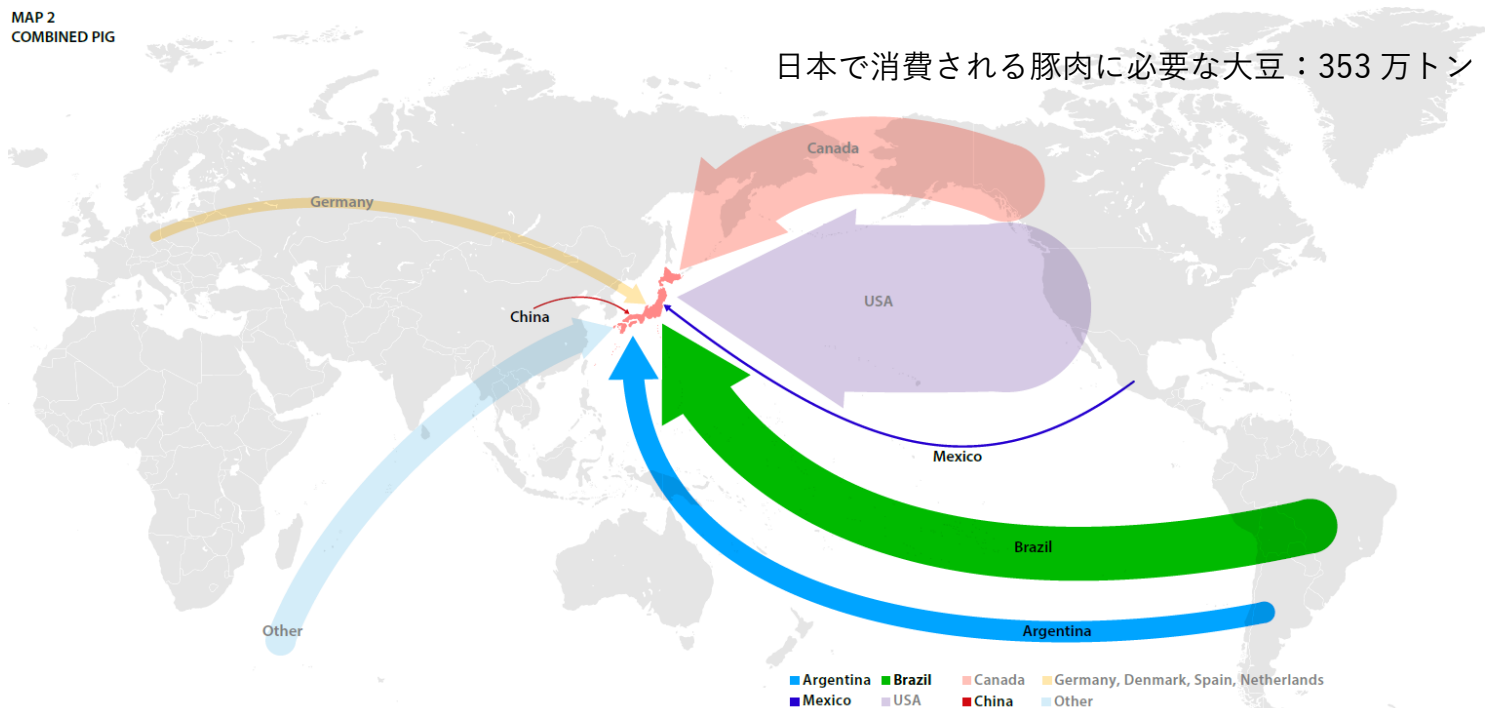 MAP 2
COMBINED PIG
日本で消費される豚肉に必要な大豆：353 万トン
Canada
Germany
USA
China
Mexico
Brazil
Other
Argentina
Argentina Brazil Canada Germany, Denmark, Spain, Netherlands
Mexico USA China Other